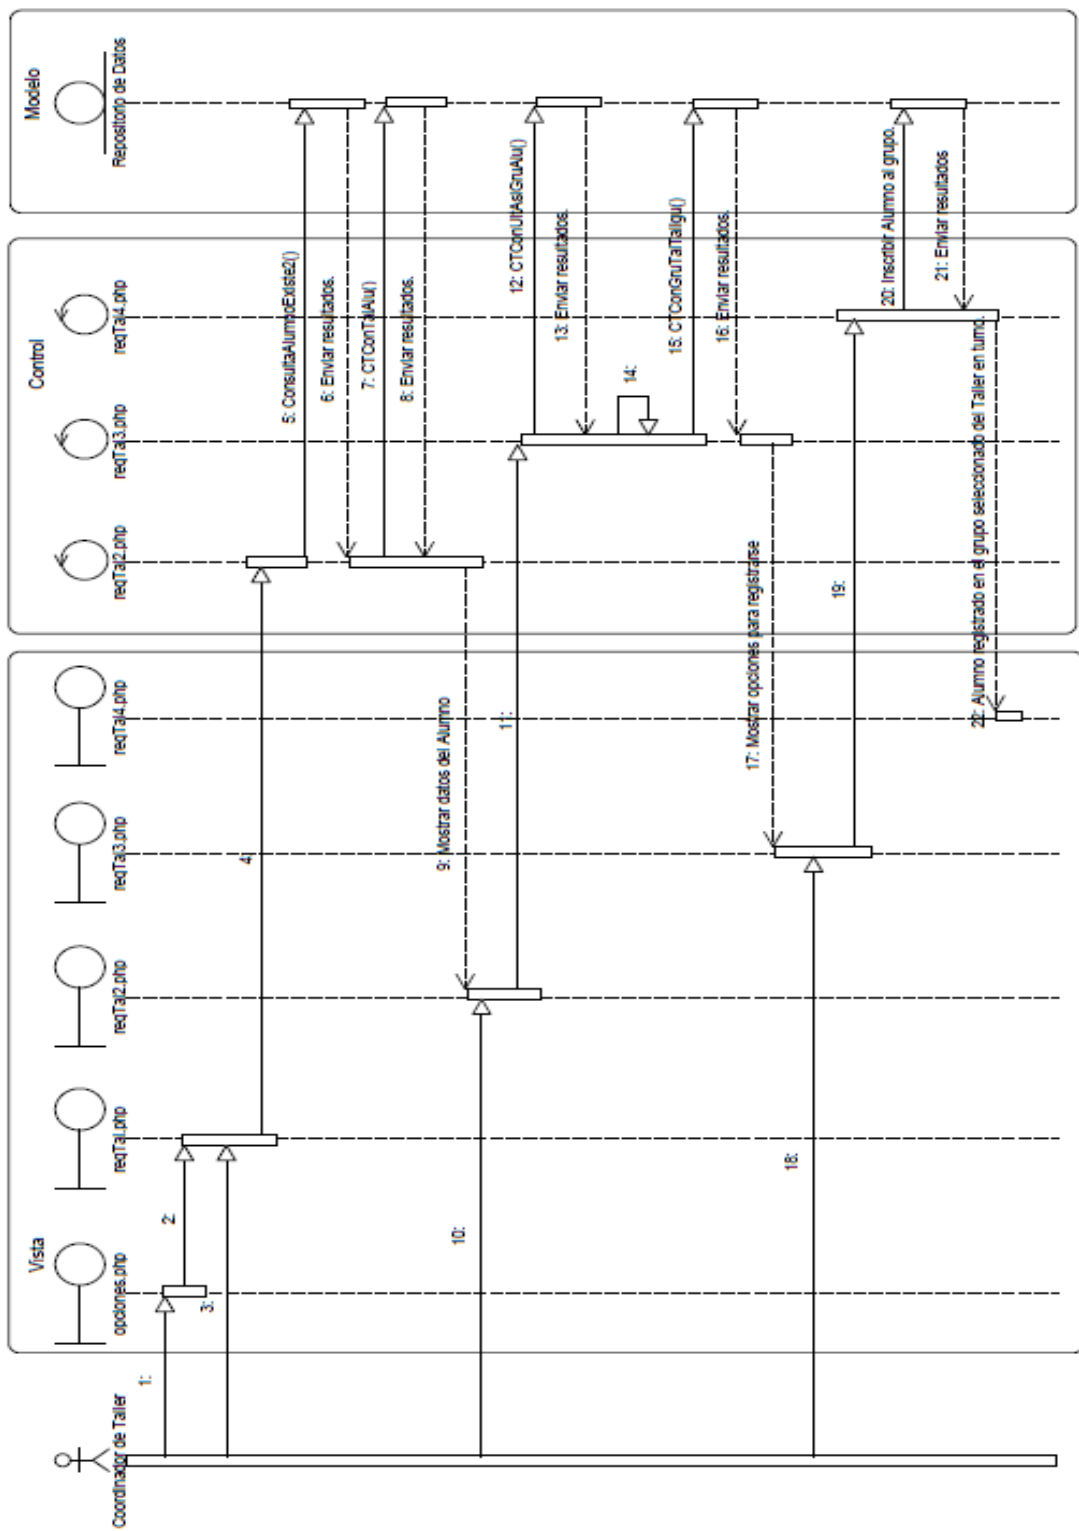 Vista
Control
Modelo
Coordinador de Taller
opciones.php
reqTal.php
reqTal2.php
reqTal3.php
reqTal4.php
reqTal2.php
reqTal3.php
reqTal4.php
Repositorio de Datos
1:
2:
3:
4:
5: ConsultaAlumnoExiste2()
6: Enviar resultados.
7: CTConTalAlu()
8: Enviar resultados.
9: Mostrar datos del Alumno
10:
11:
12: CTConUltAsiGruAlu()
13: Enviar resultados.
14:
15: CTConGruTalTalIgu()
16: Enviar resultados.
17: Mostrar opciones para registrarse
18:
19:
20: Inscribir Alumno al grupo.
21: Enviar resultados
22: Alumno registrado en el grupo seleccionado del Taller en turno.